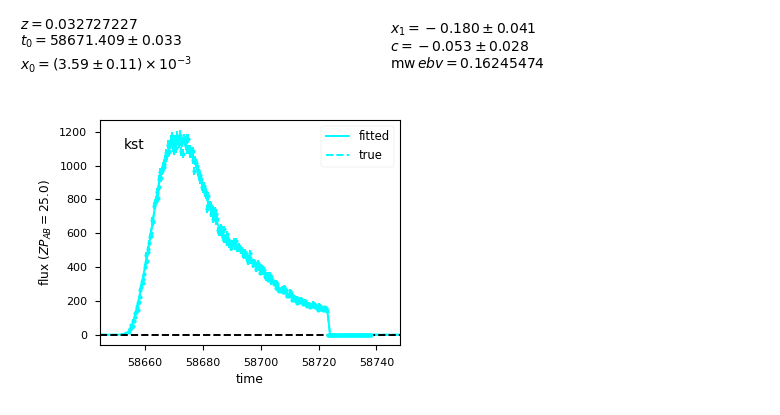 z = 0.032727227
t₀ = 58671.409 ± 0.033
x₀ = (3.59 ± 0.11) × 10⁻³
x₁ = −0.180 ± 0.041
c = −0.053 ± 0.028
mw ebv = 0.16245474
kst
fitted
true
1200
1000
800
600
400
200
0
flux (ZP_AB = 25.0)
58660 58680 58700 58720 58740
time